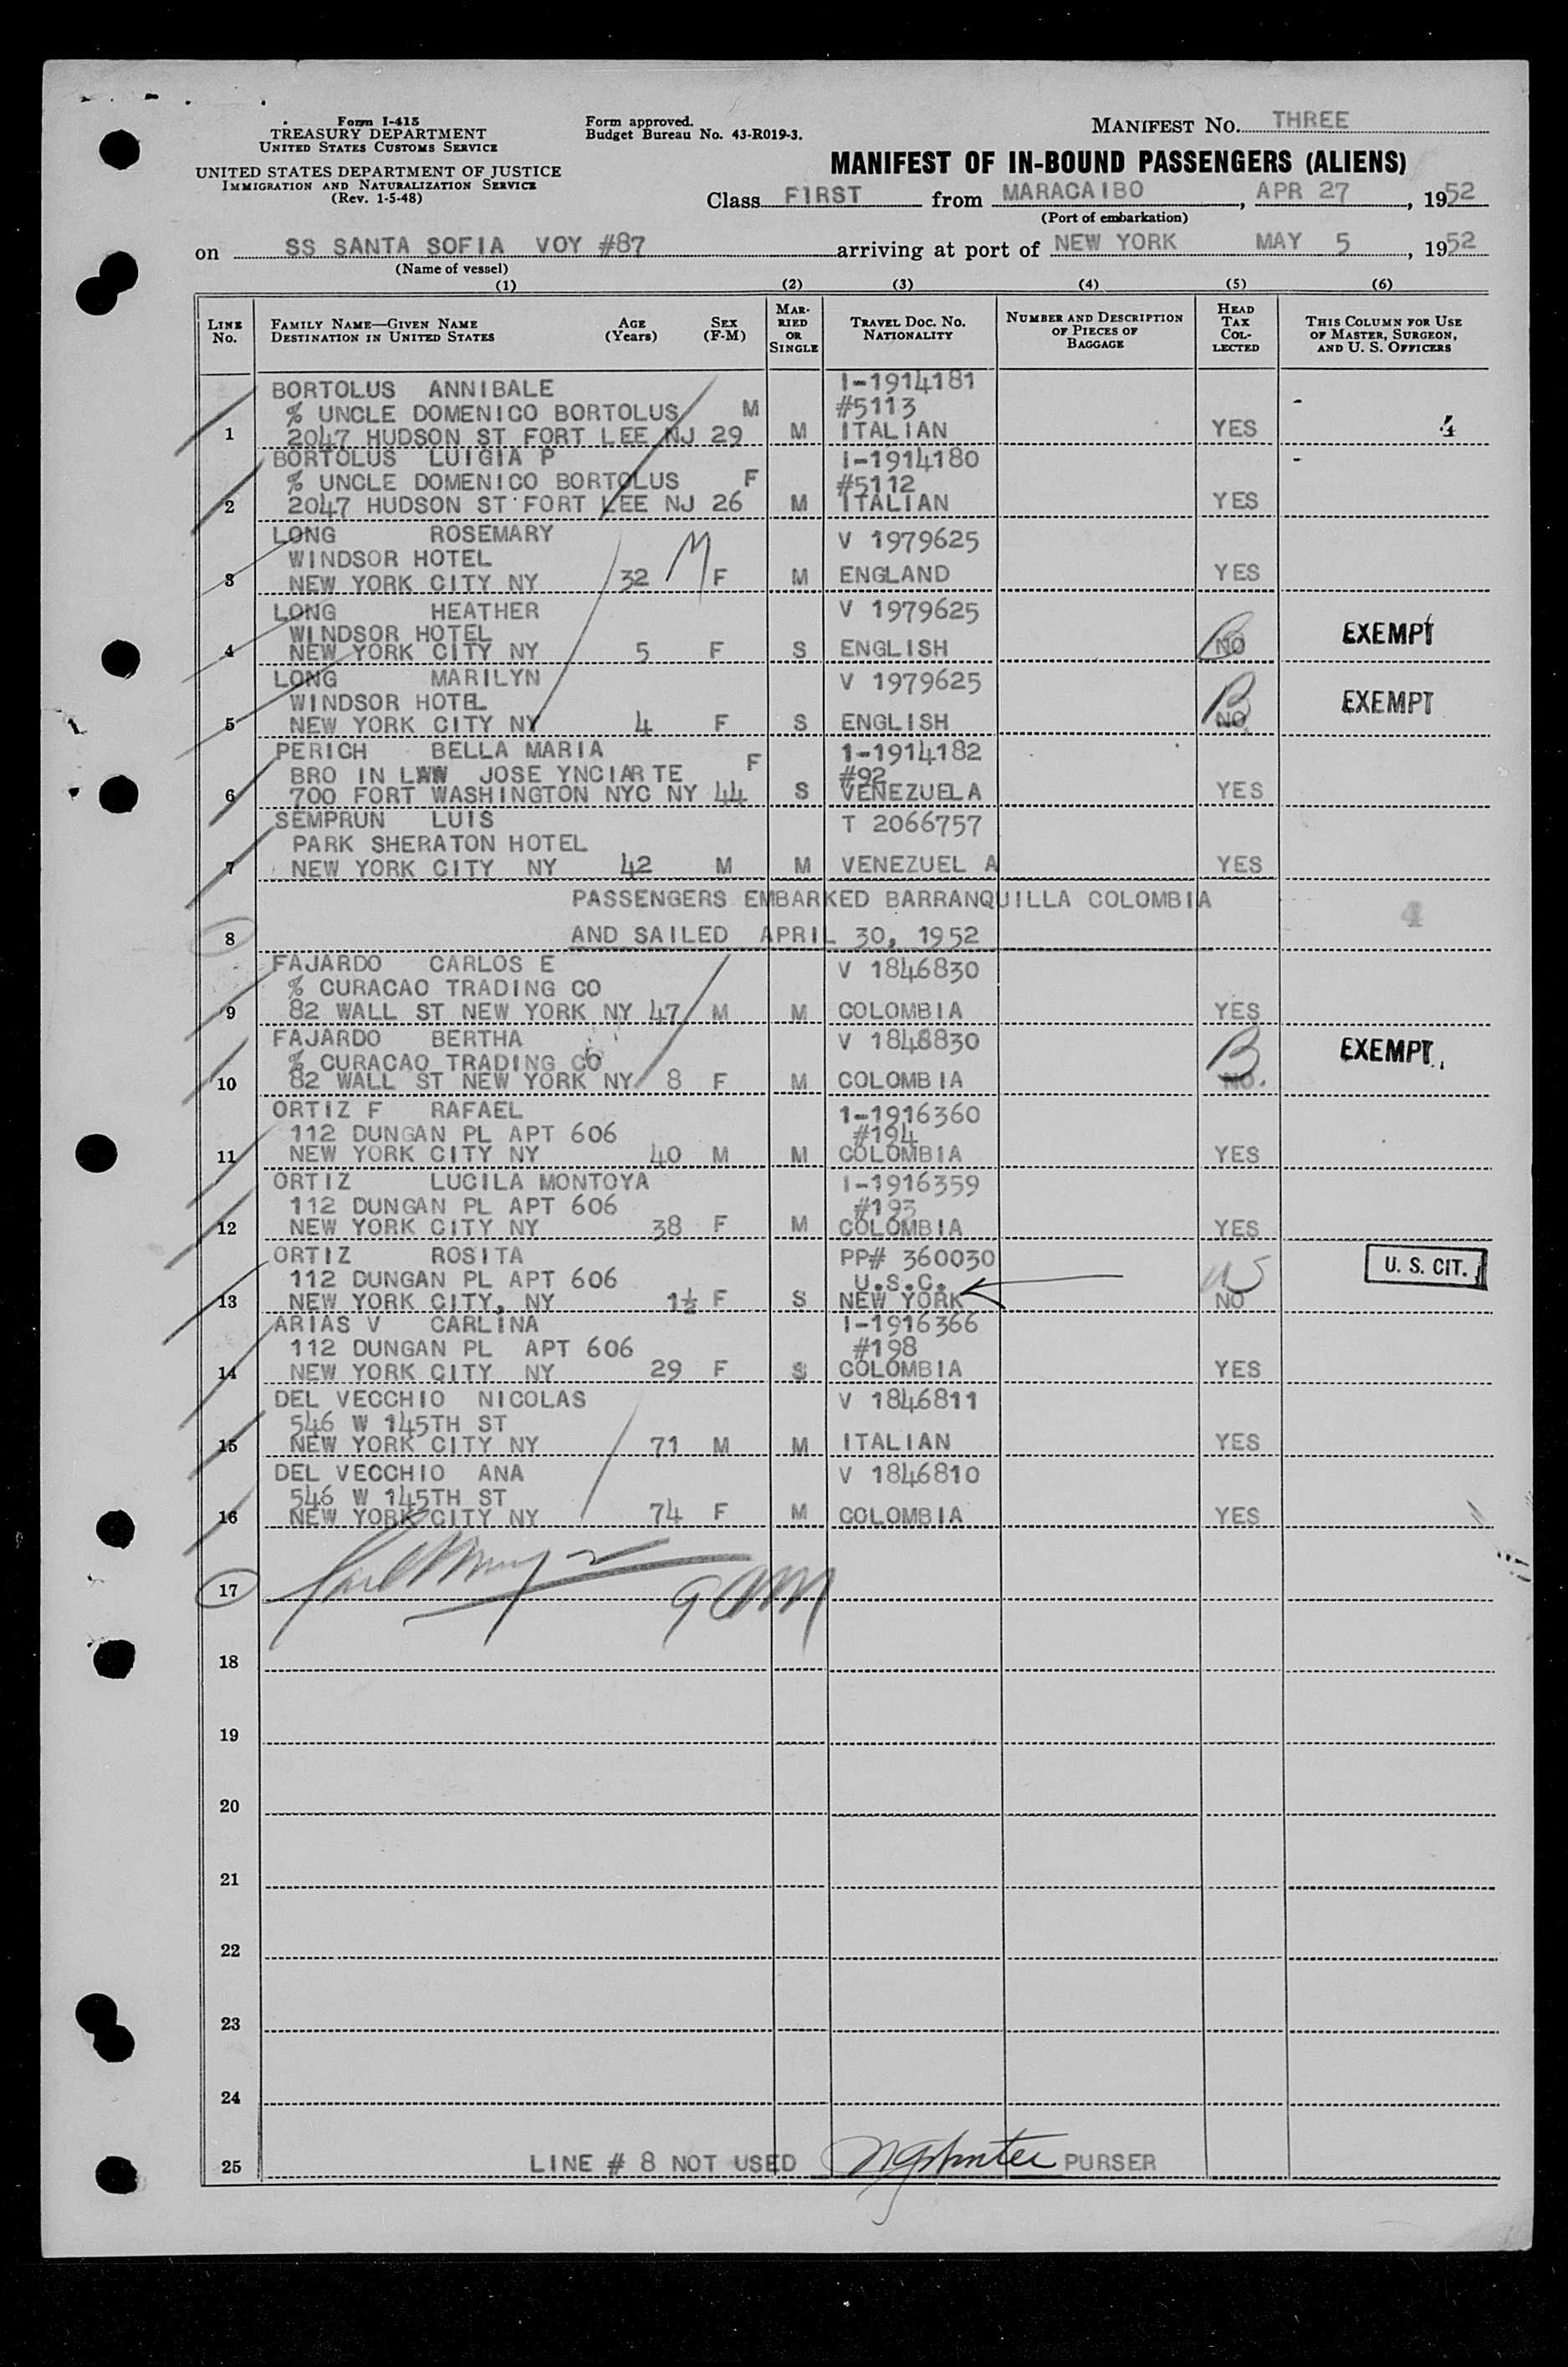 Form I-415
TREASURY DEPARTMENT
UNITED STATES CUSTOMS SERVICE
UNITED STATES DEPARTMENT OF JUSTICE
IMMIGRATION AND NATURALIZATION SERVICE
(Rev. 1-5-48)
Form approved.
Budget Bureau No. 43-R019-3.
MANIFEST NO. THREE
MANIFEST OF IN-BOUND PASSENGERS (ALIENS)
Class FIRST from MARACAIBO, APR 27, 1952
(Port of embarkation)
on SS SANTA SOFIA VOY #87 arriving at port of NEW YORK MAY 5, 1952
(Name of vessel)
(1) (2) (3) (4) (5) (6)
LINE NO.
FAMILY NAME—GIVEN NAME
DESTINATION IN UNITED STATES
AGE (Years)
SEX (F-M)
MARRIED OR SINGLE
TRAVEL DOC. NO.
NATIONALITY
NUMBER AND DESCRIPTION OF PIECES OF BAGGAGE
HEAD TAX COLLECTED
THIS COLUMN FOR USE OF MASTER, SURGEON, AND U. S. OFFICERS
BORTOLUS ANNIBALE I-1914181
% UNCLE DOMENICO BORTOLUS M #5113
1 2047 HUDSON ST FORT LEE NJ 29 M ITALIAN YES 4
BORTOLUS LUIGIA P I-1914180
% UNCLE DOMENICO BORTOLUS F #5112
2 2047 HUDSON ST FORT LEE NJ 26 M ITALIAN YES
LONG ROSEMARY V 1979625
WINDSOR HOTEL M
3 NEW YORK CITY NY 32 F M ENGLAND YES
LONG HEATHER V 1979625
WINDSOR HOTEL EXEMPT
4 NEW YORK CITY NY 5 F S ENGLISH NO
LONG MARILYN V 1979625
WINDSOR HOTEL B EXEMPT
5 NEW YORK CITY NY 4 F S ENGLISH NO
PERICH BELLA MARIA 1-1914182
BRO IN LWW JOSE YNCIARTE F #92
6 700 FORT WASHINGTON NYC NY 44 S VENEZUELA YES
SEMPRUN LUIS T 2066757
PARK SHERATON HOTEL
7 NEW YORK CITY NY 42 M M VENEZUEL A YES
PASSENGERS EMBARKED BARRANQUILLA COLOMBIA 4
8 AND SAILED APRIL 30, 1952
FAJARDO CARLOS E V 1846830
% CURACAO TRADING CO
9 82 WALL ST NEW YORK NY 47 M M COLOMBIA YES
FAJARDO BERTHA V 1848830
% CURACAO TRADING CO B EXEMPT
10 82 WALL ST NEW YORK NY 8 F M COLOMBIA NO.
ORTIZ F RAFAEL 1-1916360
112 DUNGAN PL APT 606 #194
11 NEW YORK CITY NY 40 M M COLOMBIA YES
ORTIZ LUCILA MONTOYA I-1916359
112 DUNGAN PL APT 606 #193
12 NEW YORK CITY NY 38 F M COLOMBIA YES
ORTIZ ROSITA PP# 360030
112 DUNGAN PL APT 606 U.S.C. US U. S. CIT.
13 NEW YORK CITY, NY 1½ F S NEW YORK NO
ARIAS V CARLINA I-1916366
112 DUNGAN PL APT 606 #198
14 NEW YORK CITY NY 29 F S COLOMBIA YES
DEL VECCHIO NICOLAS V 1846811
546 W 145TH ST
15 NEW YORK CITY NY 71 M M ITALIAN YES
DEL VECCHIO ANA V 1846810
546 W 145TH ST
16 NEW YORK CITY NY 74 F M COLOMBIA YES
17
18
19
20
21
22
23
24
25 LINE # 8 NOT USED PURSER